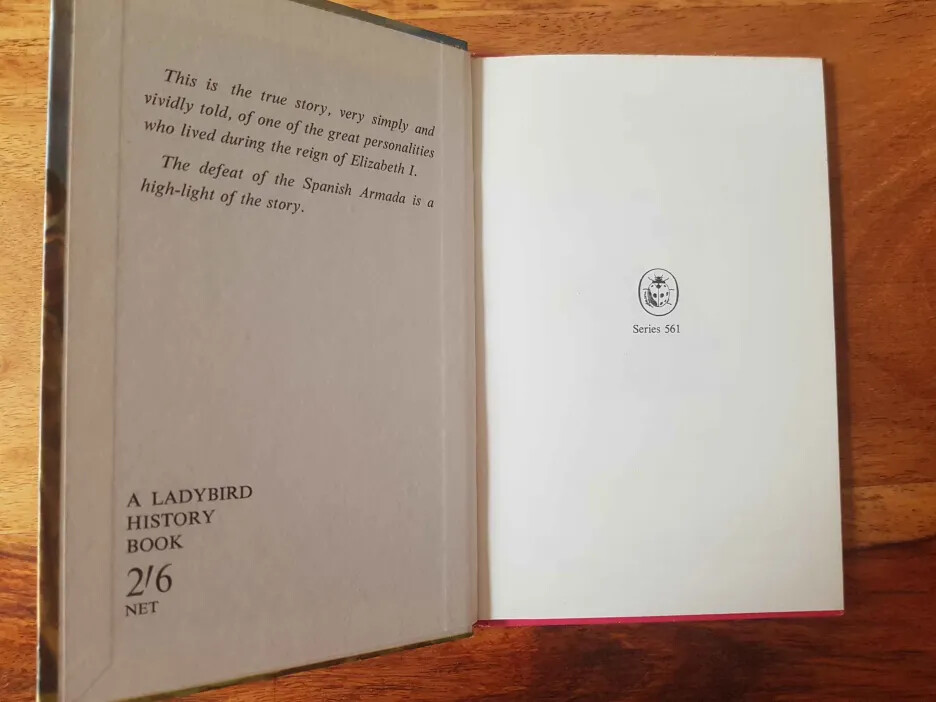 This is the true story, very simply and
vividly told, of one of the great personalities
who lived during the reign of Elizabeth I.
The defeat of the Spanish Armada is a
high-light of the story.
A LADYBIRD
HISTORY
BOOK
2/6
NET
Series 561